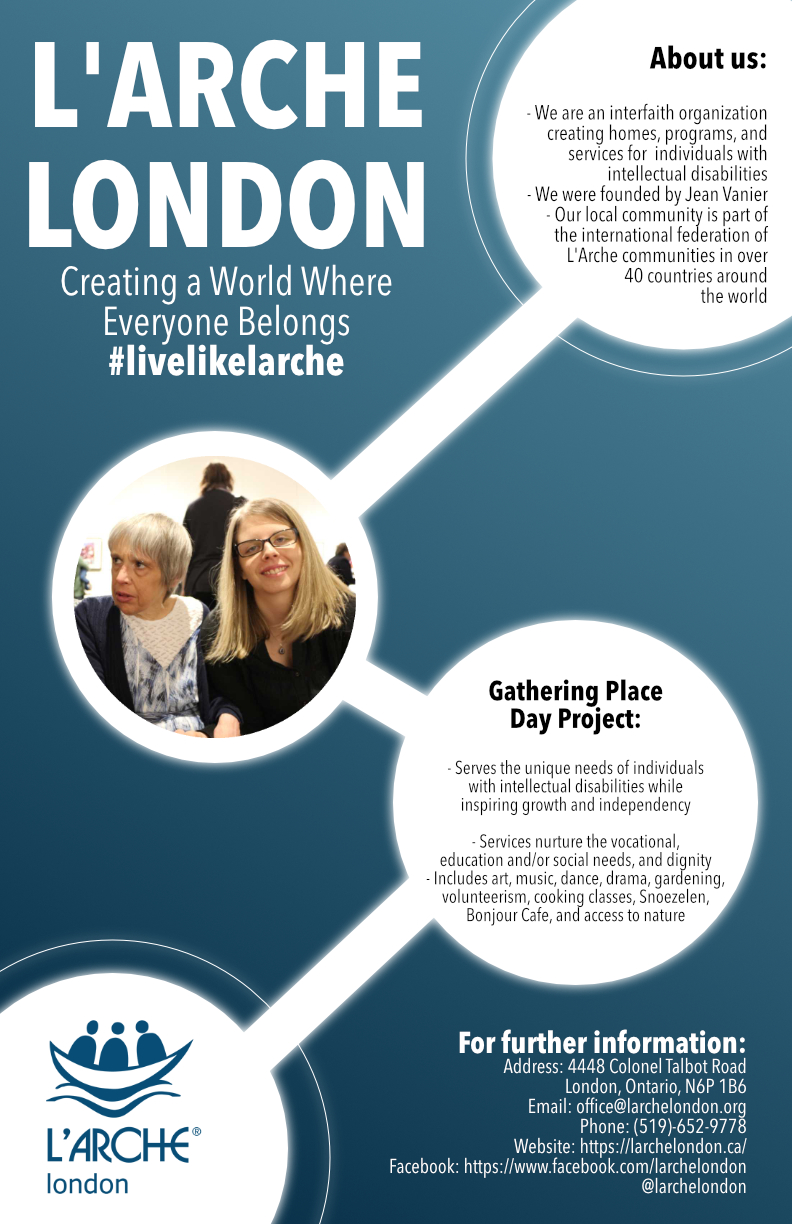 L'ARCHE
LONDON
Creating a World Where
Everyone Belongs
#livelikelarche
About us:
- We are an interfaith organization
creating homes, programs, and
services for individuals with
intellectual disabilities
- We were founded by Jean Vanier
- Our local community is part of
the international federation of
L'Arche communities in over
40 countries around
the world
Gathering Place
Day Project:
- Serves the unique needs of individuals
with intellectual disabilities while
inspiring growth and independency
- Services nurture the vocational,
education and/or social needs, and dignity
- Includes art, music, dance, drama, gardening,
volunteerism, cooking classes, Snoezelen,
Bonjour Cafe, and access to nature
L'ARCHE®
london
For further information:
Address: 4448 Colonel Talbot Road
London, Ontario, N6P 1B6
Email: office@larchelondon.org
Phone: (519)-652-9778
Website: https://larchelondon.ca/
Facebook: https://www.facebook.com/larchelondon
@larchelondon